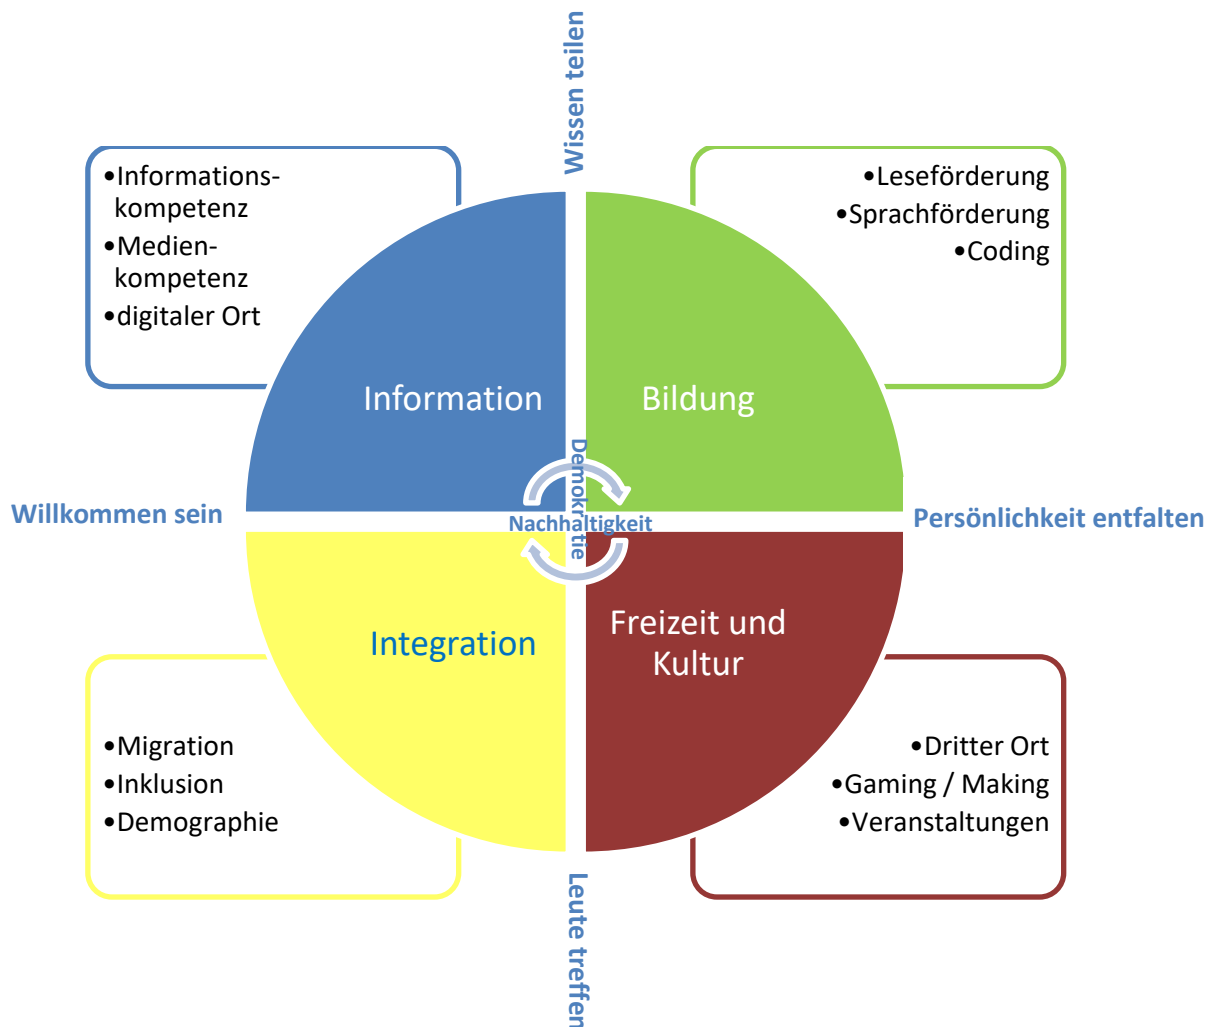 Wissen teilen
•Informations-
kompetenz
•Medien-
kompetenz
•digitaler Ort
•Leseförderung
•Sprachförderung
•Coding
Information
Bildung
Willkommen sein
Demokratie
Nachhaltigkeit
Persönlichkeit entfalten
Integration
Freizeit und
Kultur
•Migration
•Inklusion
•Demographie
•Dritter Ort
•Gaming / Making
•Veranstaltungen
Leute treffen